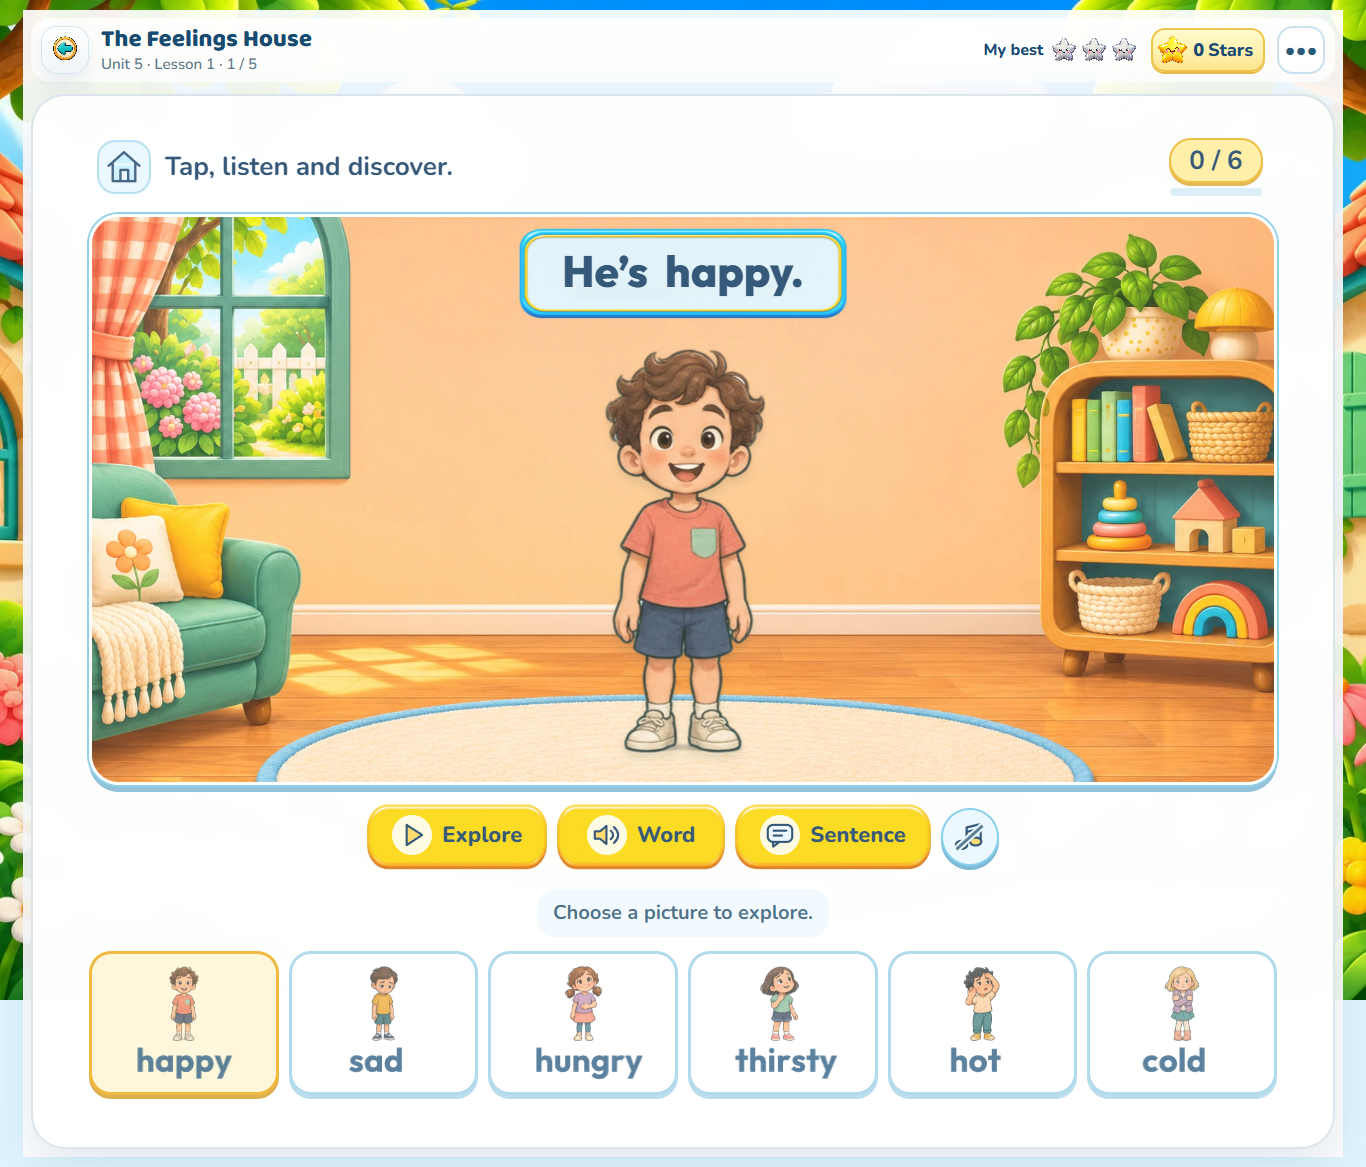 The Feelings House
Unit 5 · Lesson 1 · 1 / 5
My best
0 Stars
Tap, listen and discover.
0 / 6
He’s happy.
Explore
Word
Sentence
Choose a picture to explore.
happy
sad
hungry
thirsty
hot
cold